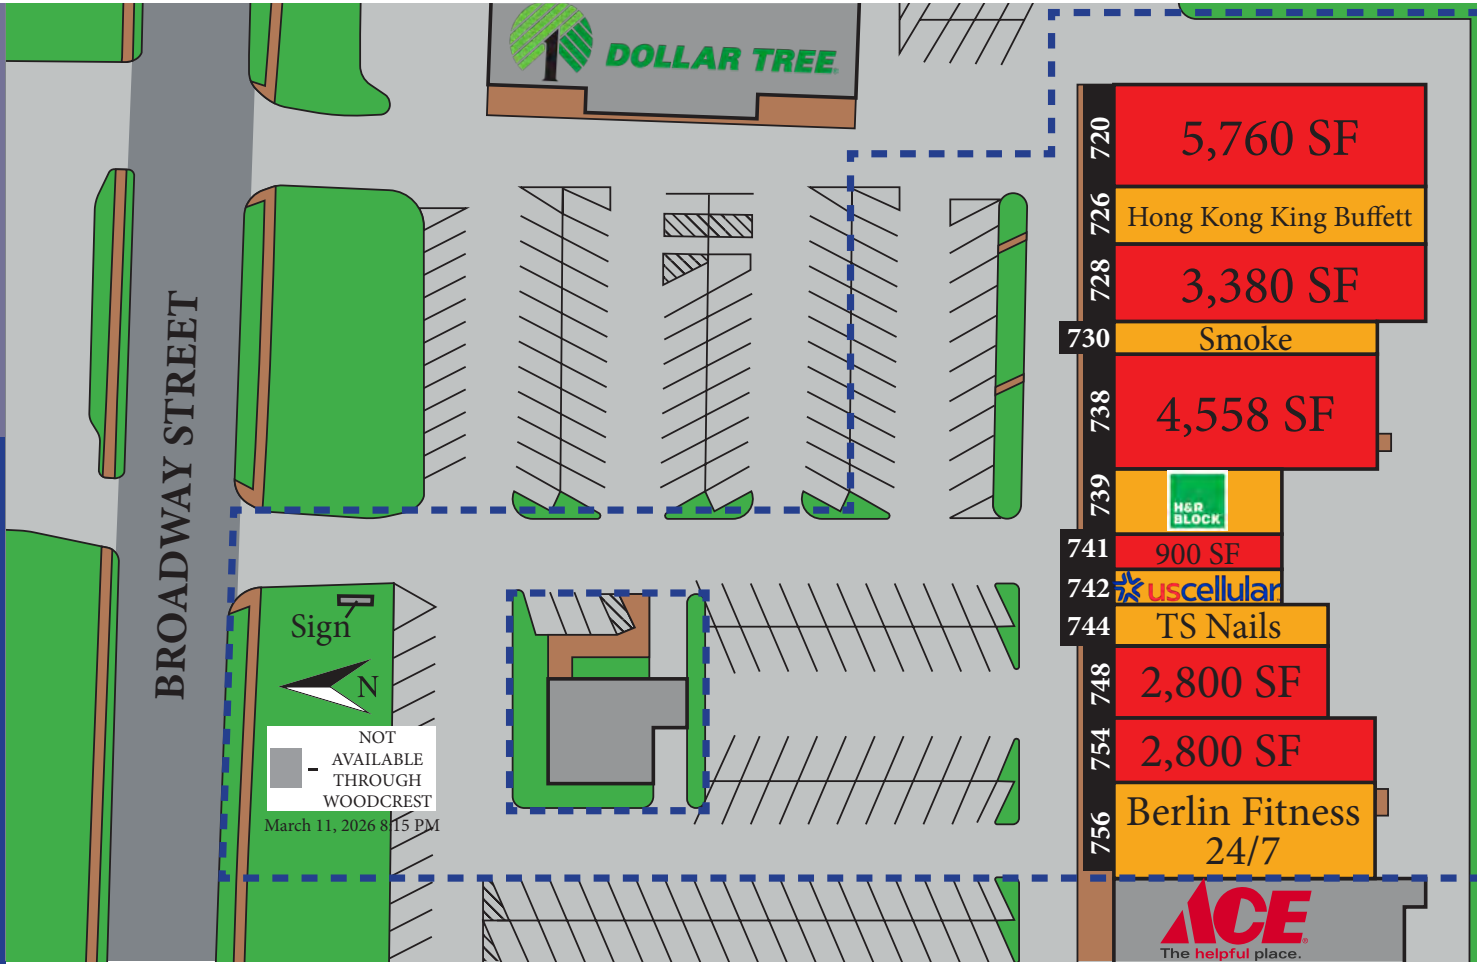 DOLLAR TREE
1
BROADWAY STREET
Sign
N
NOT
AVAILABLE
THROUGH
WOODCREST
-
March 11, 2026 8:15 PM
720
5,760 SF
726
Hong Kong King Buffett
728
3,380 SF
730
Smoke
738
4,558 SF
739
H&R
BLOCK
741
900 SF
742
uscellular
744
TS Nails
748
2,800 SF
754
2,800 SF
756
Berlin Fitness
24/7
ACE
The helpful place.